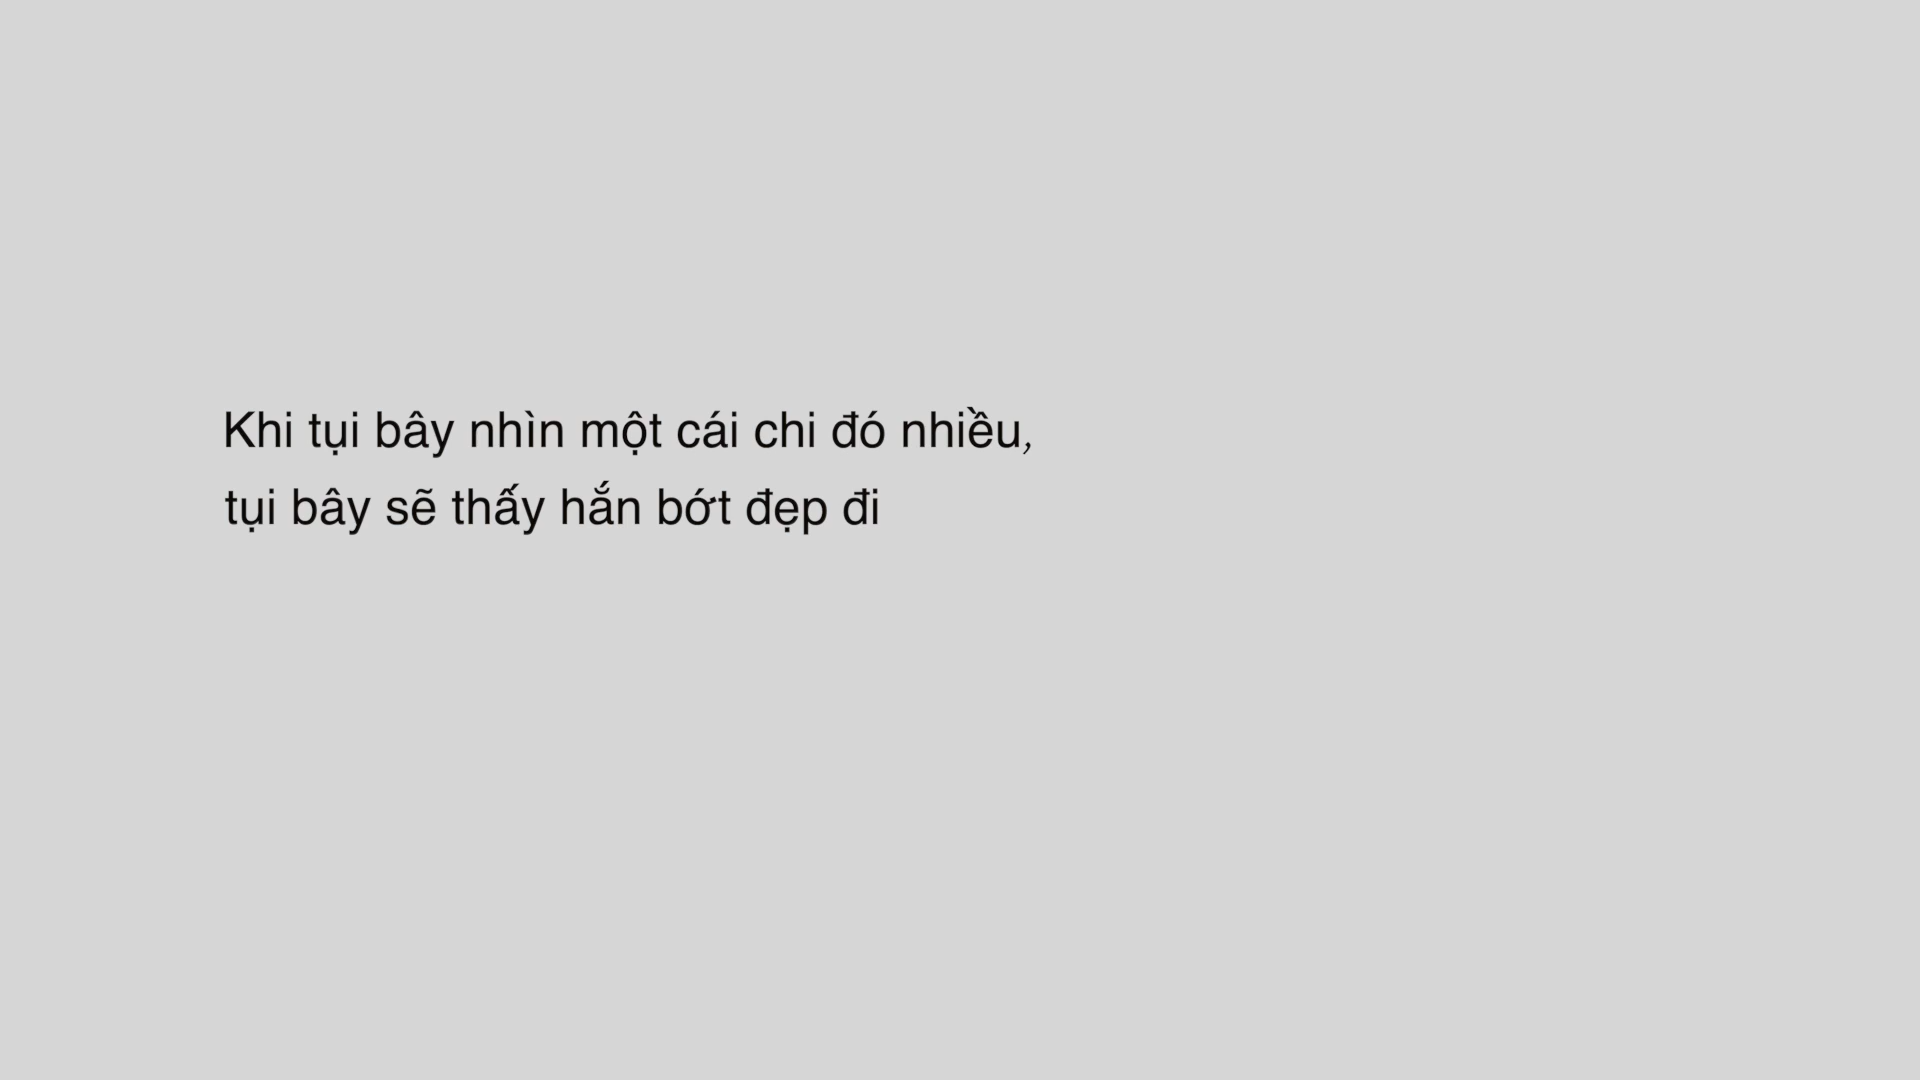 Khi tụi bây nhìn một cái chi đó nhiều,
tụi bây sẽ thấy hắn bớt đẹp đi